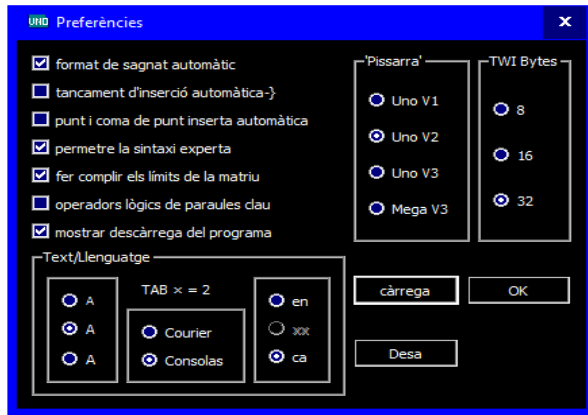 UNO Preferències x
format de sagnat automàtic
tancament d'inserció automàtica-}
punt i coma de punt inserta automàtica
permetre la sintaxi experta
fer complir els límits de la matriu
operadors lògics de paraules clau
mostrar descàrrega del programa
'Pissarra'
Uno V1
Uno V2
Uno V3
Mega V3
TWI Bytes
8
16
32
Text/Llenguatge
A
A
A
TAB × = 2
Courier
Consolas
en
xx
ca
càrrega
OK
Desa